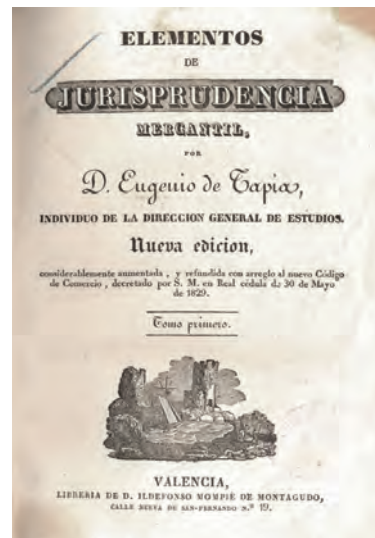 ELEMENTOS
DE
JURISPRUDENCIA
MERCANTIL,
POR
D. Eugenio de Tapia,
INDIVIDUO DE LA DIRECCION GENERAL DE ESTUDIOS.
Nueva edicion,
considerablemente aumentada, y refundida con arreglo al nuevo Código
de Comercio, decretado por S. M. en Real cédula de 30 de Mayo
de 1829.
Tomo primero.
VALENCIA,
LIBRERIA DE D. ILDEFONSO MOMPIÉ DE MONTAGUDO,
CALLE NUEVA DE SAN-FERNANDO N.º 19.